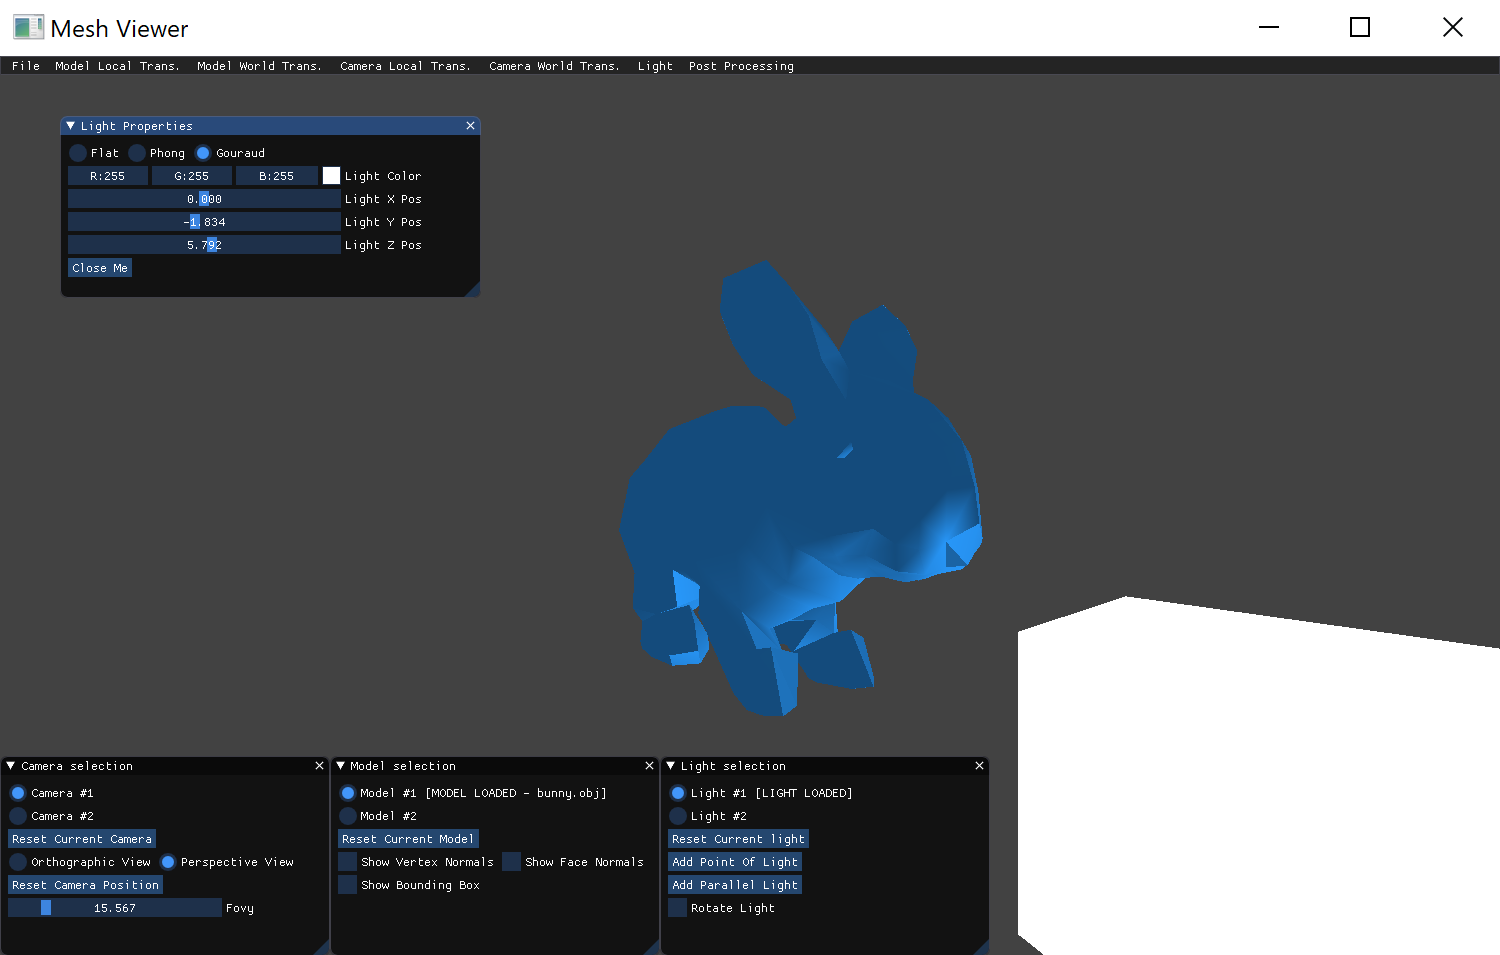 Mesh Viewer
File Model Local Trans. Model World Trans. Camera Local Trans. Camera World Trans. Light Post Processing
Light Properties
Flat Phong Gouraud
R:255 G:255 B:255 Light Color
0.000 Light X Pos
-1.834 Light Y Pos
5.792 Light Z Pos
Close Me
Camera selection
Camera #1
Camera #2
Reset Current Camera
Orthographic View Perspective View
Reset Camera Position
15.567 Fovy
Model selection
Model #1 [MODEL LOADED - bunny.obj]
Model #2
Reset Current Model
Show Vertex Normals Show Face Normals
Show Bounding Box
Light selection
Light #1 [LIGHT LOADED]
Light #2
Reset Current light
Add Point Of Light
Add Parallel Light
Rotate Light